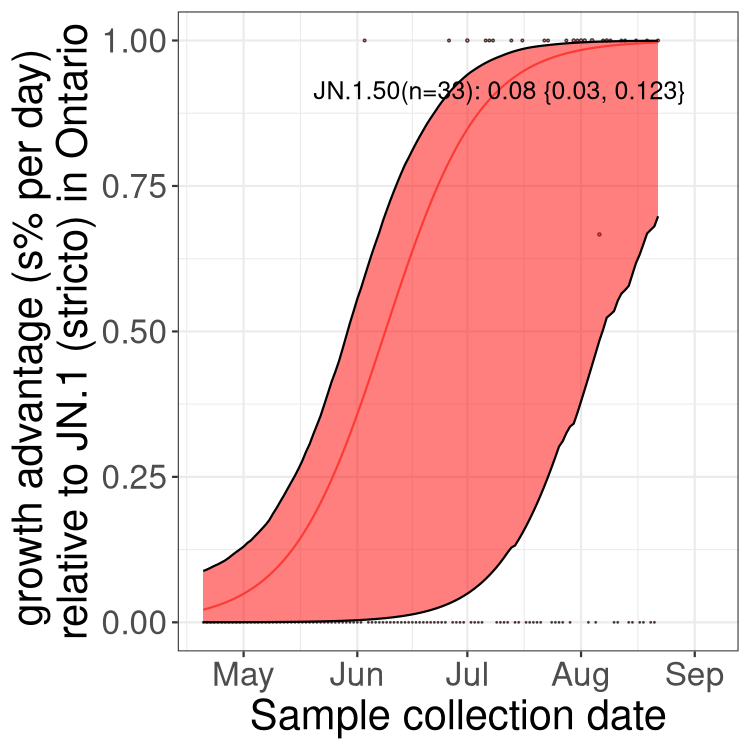 growth advantage (s% per day)
relative to JN.1 (stricto) in Ontario
1.00
0.75
0.50
0.25
0.00
JN.1.50(n=33): 0.08 {0.03, 0.123}
May Jun Jul Aug Sep
Sample collection date